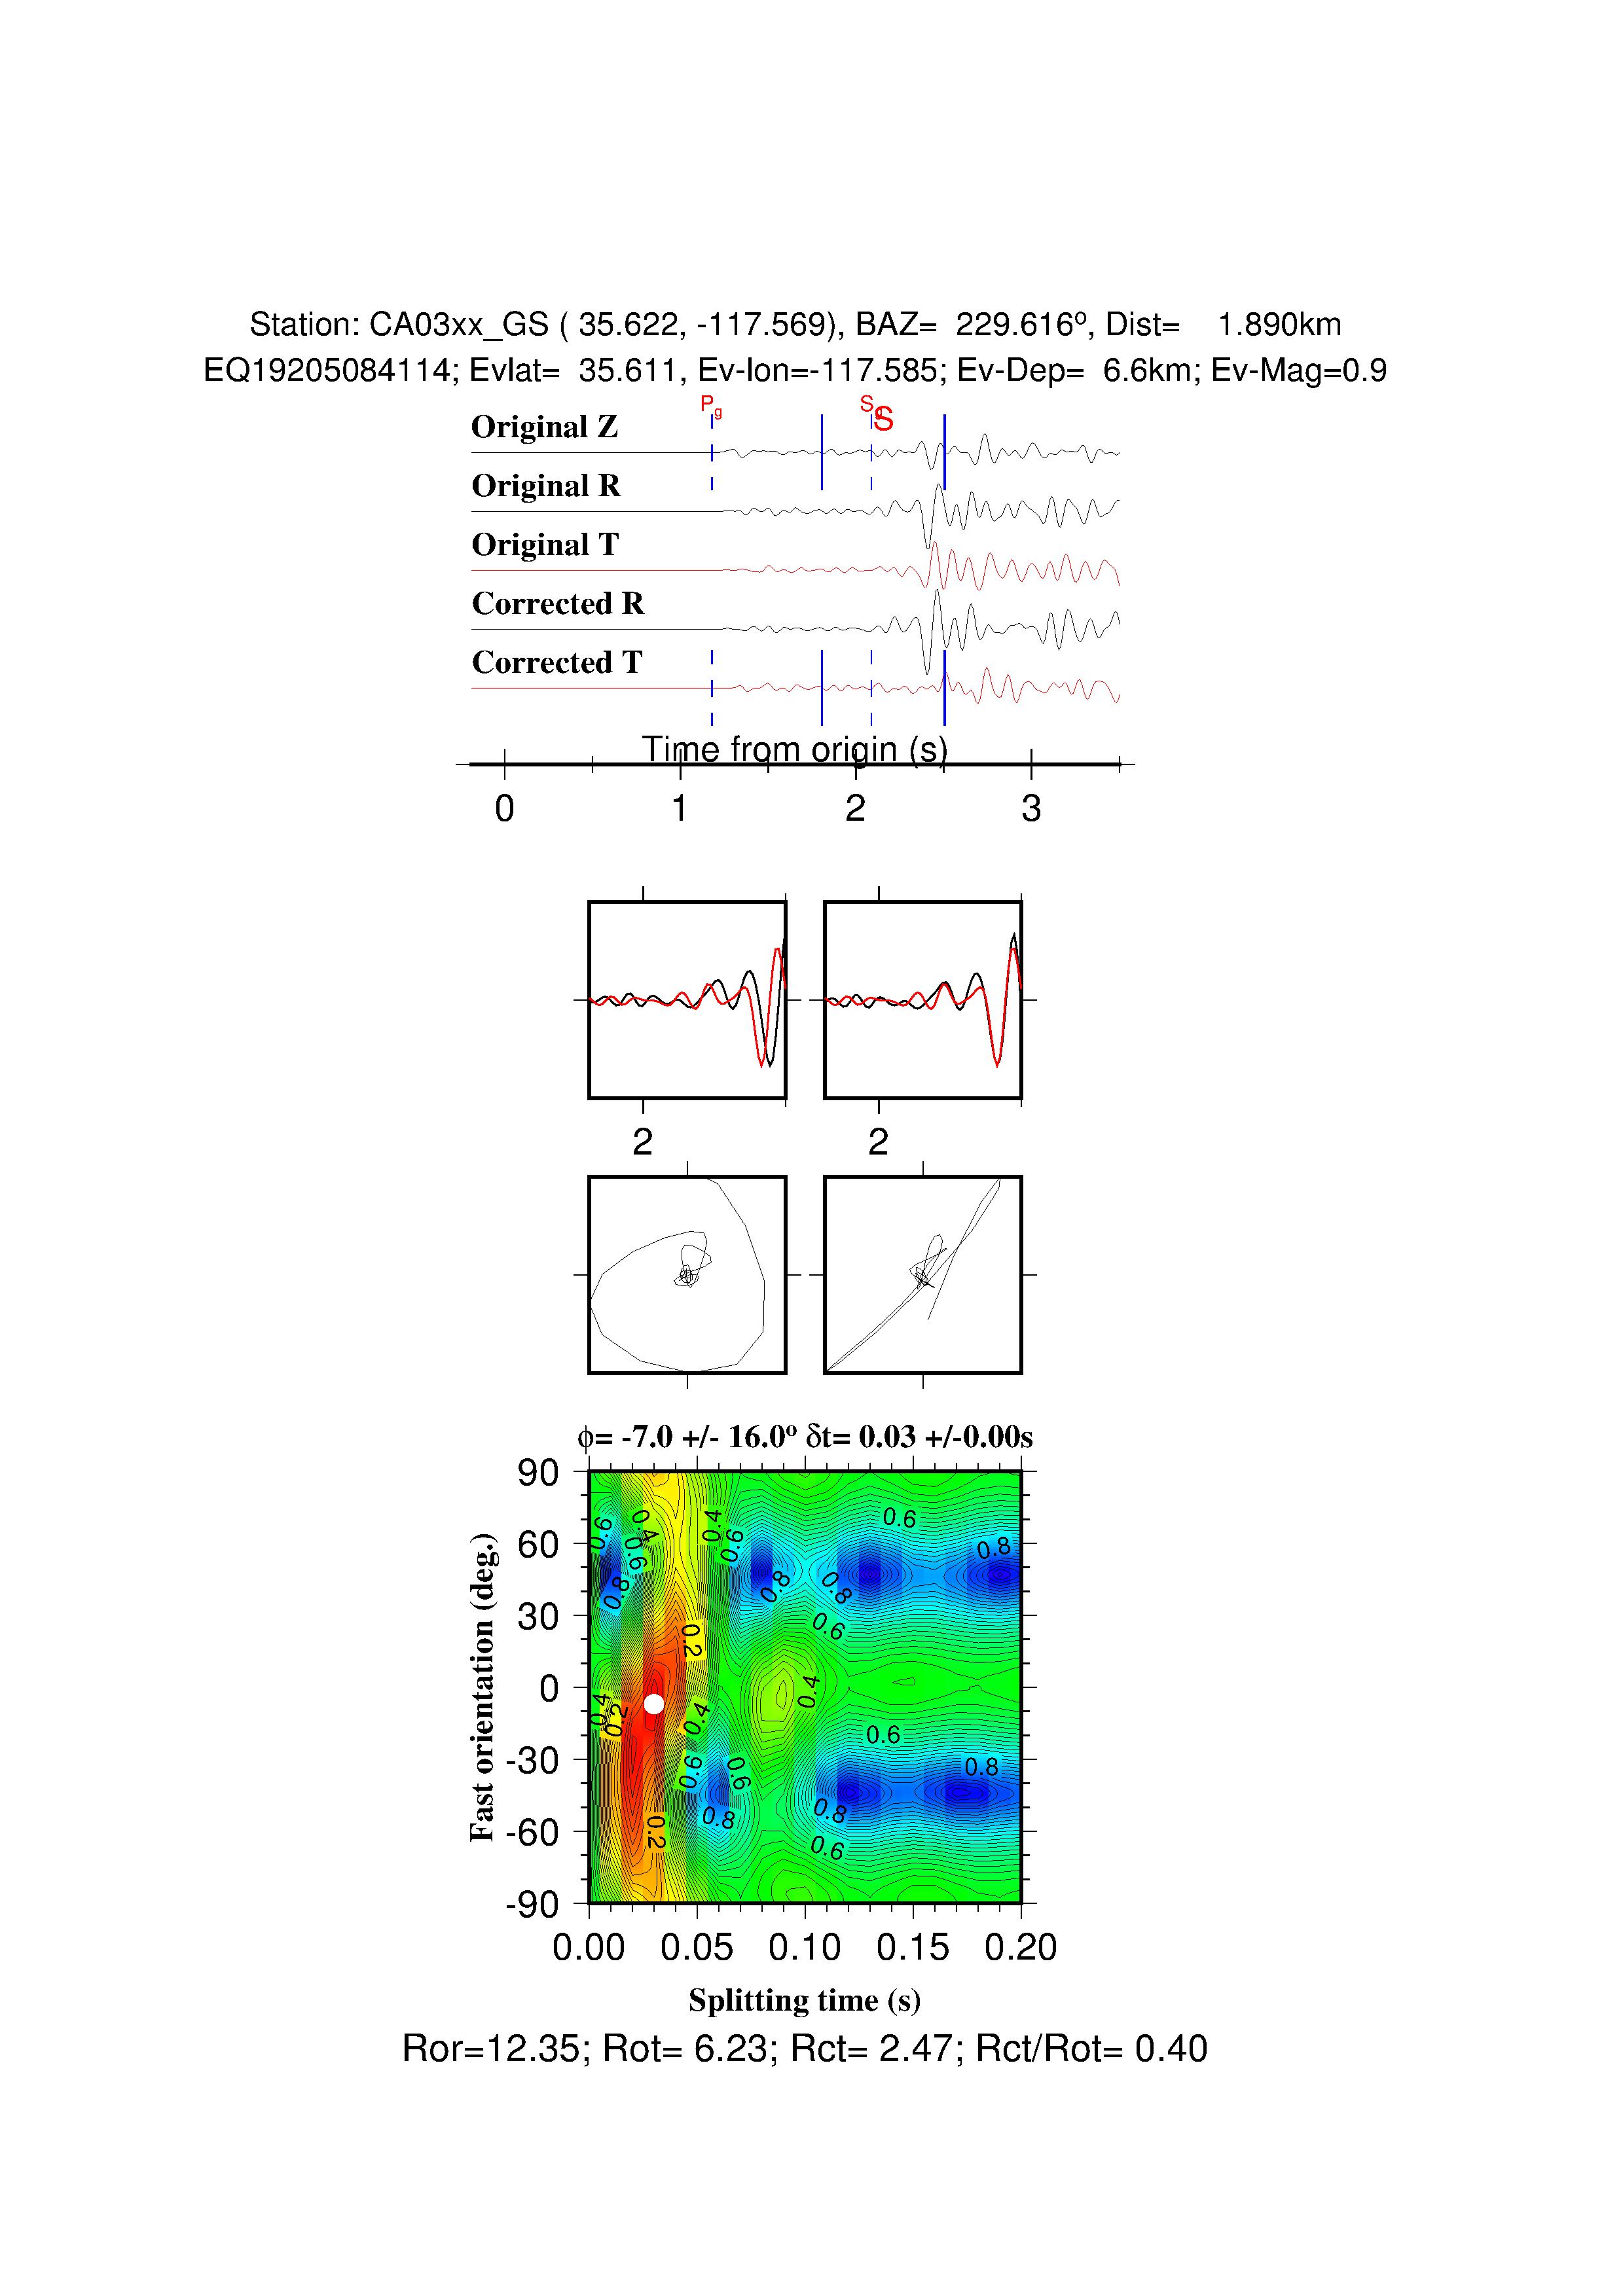 Station: CA03xx_GS ( 35.622, -117.569), BAZ= 229.616º, Dist= 1.890km
EQ19205084114; Evlat= 35.611, Ev-lon=-117.585; Ev-Dep= 6.6km; Ev-Mag=0.9
Pg Sg S
Original Z
Original R
Original T
Corrected R
Corrected T
Time from origin (s)
0 1 2 3
2 2
ϕ= -7.0 +/- 16.0º δt= 0.03 +/-0.00s
Fast orientation (deg.)
90
60
30
0
-30
-60
-90
0.6 0.4 0.6 0.8 0.4 0.6 0.8 0.8 0.6 0.8
0.2 0.6
0.4 0.2 0.4 0.4 0.6
0.6 0.6 0.8 0.8 0.8
0.2 0.6
0.00 0.05 0.10 0.15 0.20
Splitting time (s)
Ror=12.35; Rot= 6.23; Rct= 2.47; Rct/Rot= 0.40